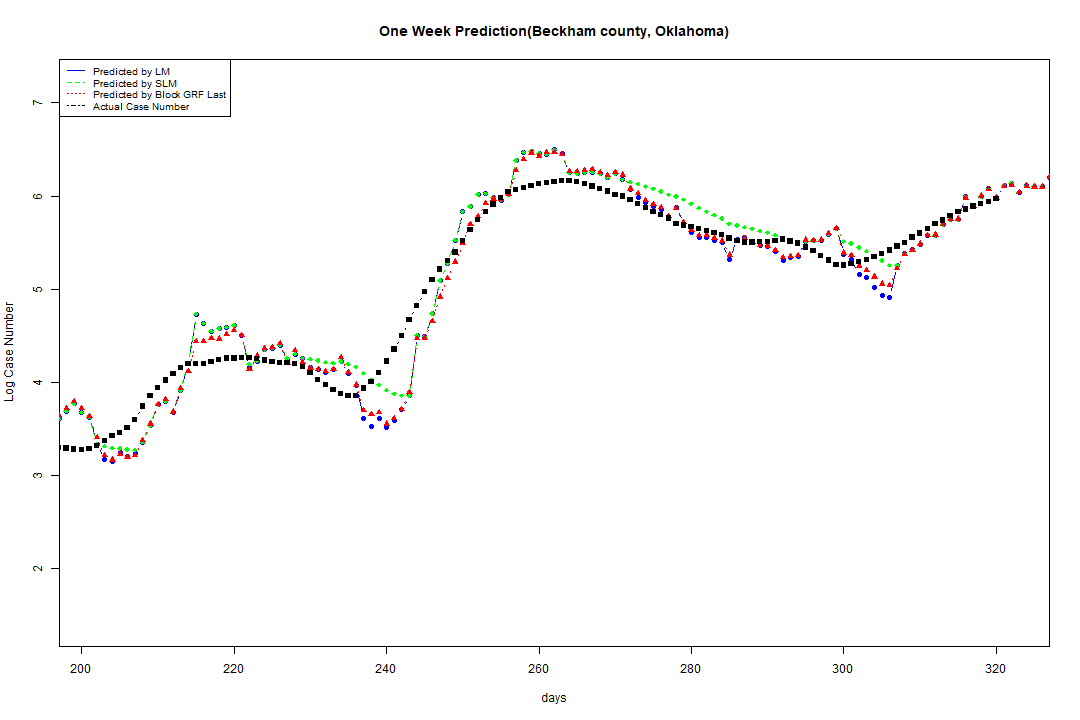 One Week Prediction(Beckham county, Oklahoma)
Predicted by LM
Predicted by SLM
Predicted by Block GRF Last
Actual Case Number
7
6
5
4
3
2
Log Case Number
200 220 240 260 280 300 320
days